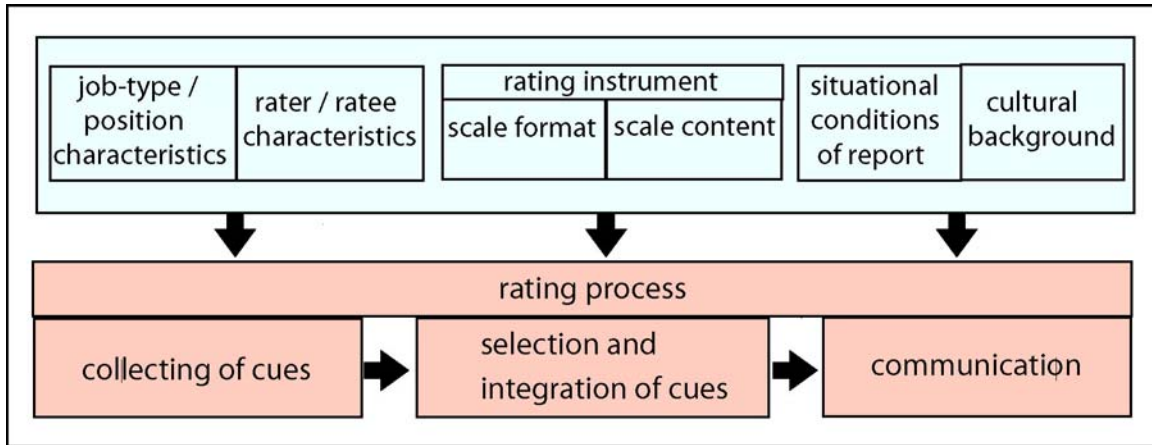 job-type /
position
characteristics
rater / ratee
characteristics
rating instrument
scale format
scale content
situational
conditions
of report
cultural
background
rating process
collecting of cues
selection and
integration of cues
communication